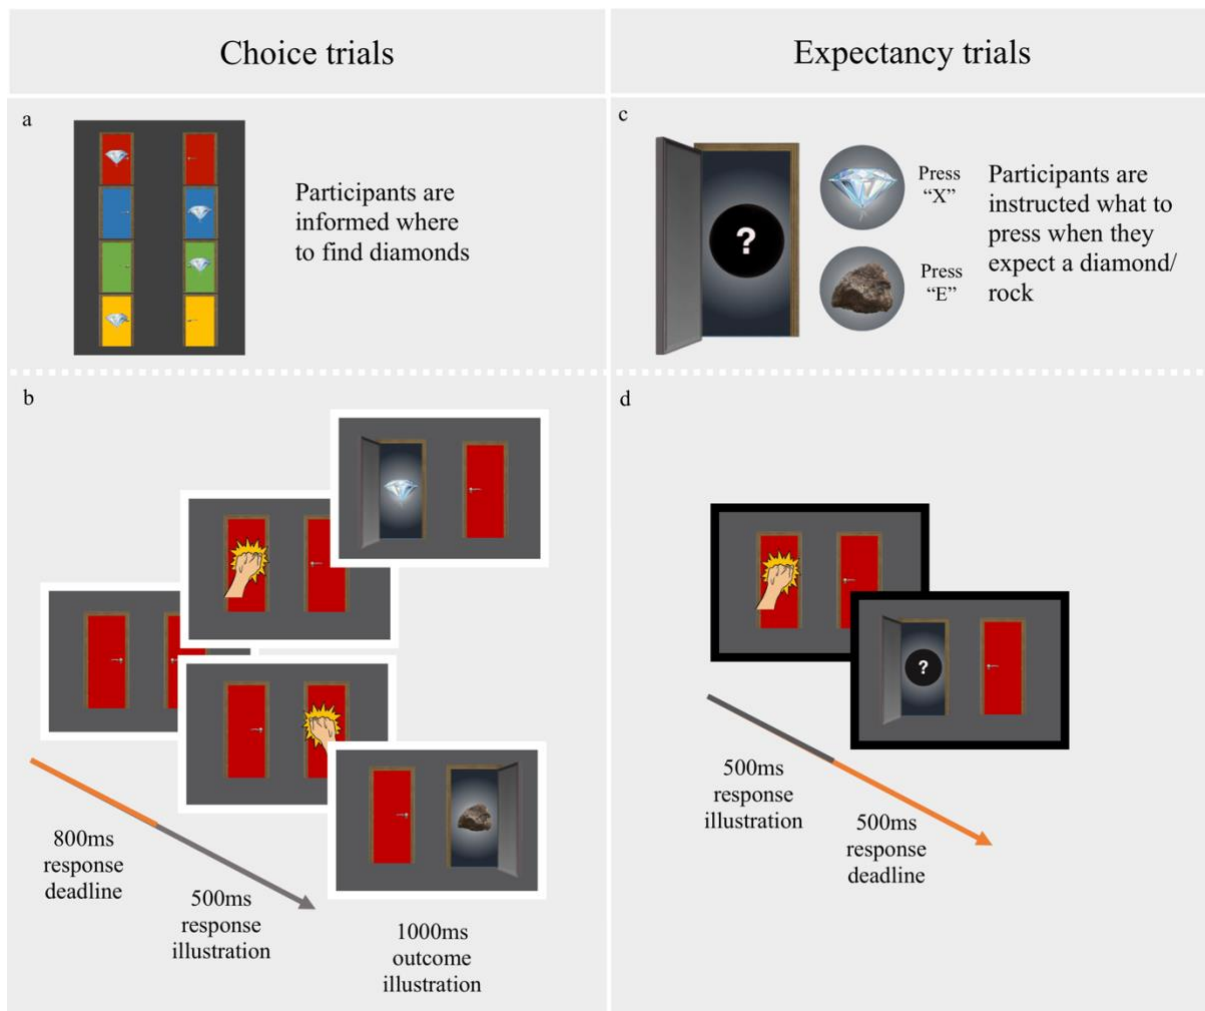 Choice trials
Expectancy trials
a
Participants are
informed where
to find diamonds
c
?
Press
“X”
Press
“E”
Participants are
instructed what to
press when they
expect a diamond/
rock
b
800ms
response
deadline
500ms
response
illustration
1000ms
outcome
illustration
d
?
500ms
response
illustration
500ms
response
deadline